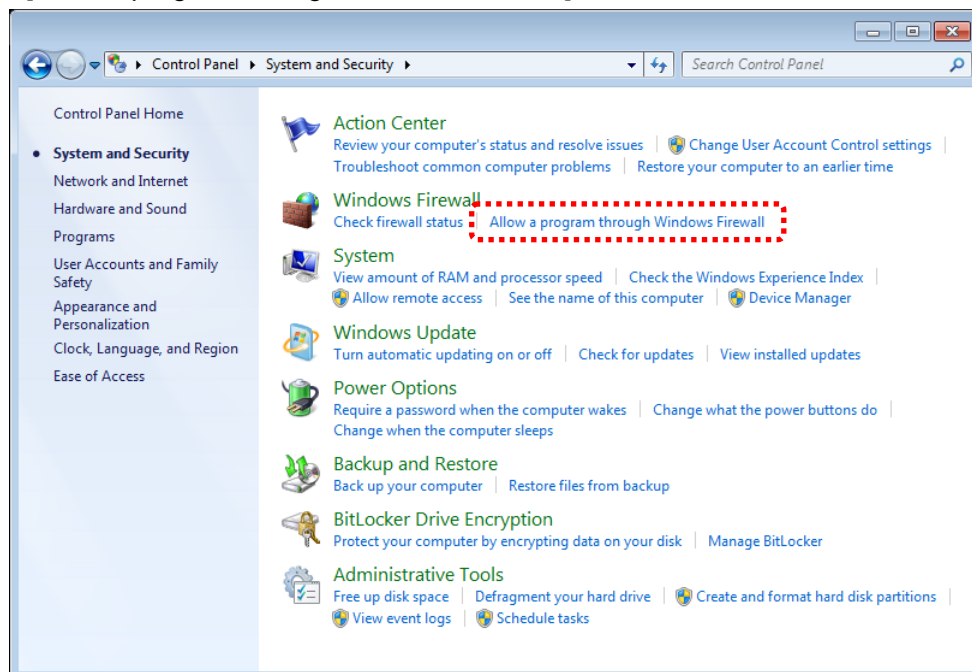 Control Panel ▸ System and Security ▸
Search Control Panel
Control Panel Home
• System and Security
Network and Internet
Hardware and Sound
Programs
User Accounts and Family
Safety
Appearance and
Personalization
Clock, Language, and Region
Ease of Access
Action Center
Review your computer's status and resolve issues | Change User Account Control settings |
Troubleshoot common computer problems | Restore your computer to an earlier time
Windows Firewall
Check firewall status | Allow a program through Windows Firewall
System
View amount of RAM and processor speed | Check the Windows Experience Index |
Allow remote access | See the name of this computer | Device Manager
Windows Update
Turn automatic updating on or off | Check for updates | View installed updates
Power Options
Require a password when the computer wakes | Change what the power buttons do |
Change when the computer sleeps
Backup and Restore
Back up your computer | Restore files from backup
BitLocker Drive Encryption
Protect your computer by encrypting data on your disk | Manage BitLocker
Administrative Tools
Free up disk space | Defragment your hard drive | Create and format hard disk partitions |
View event logs | Schedule tasks